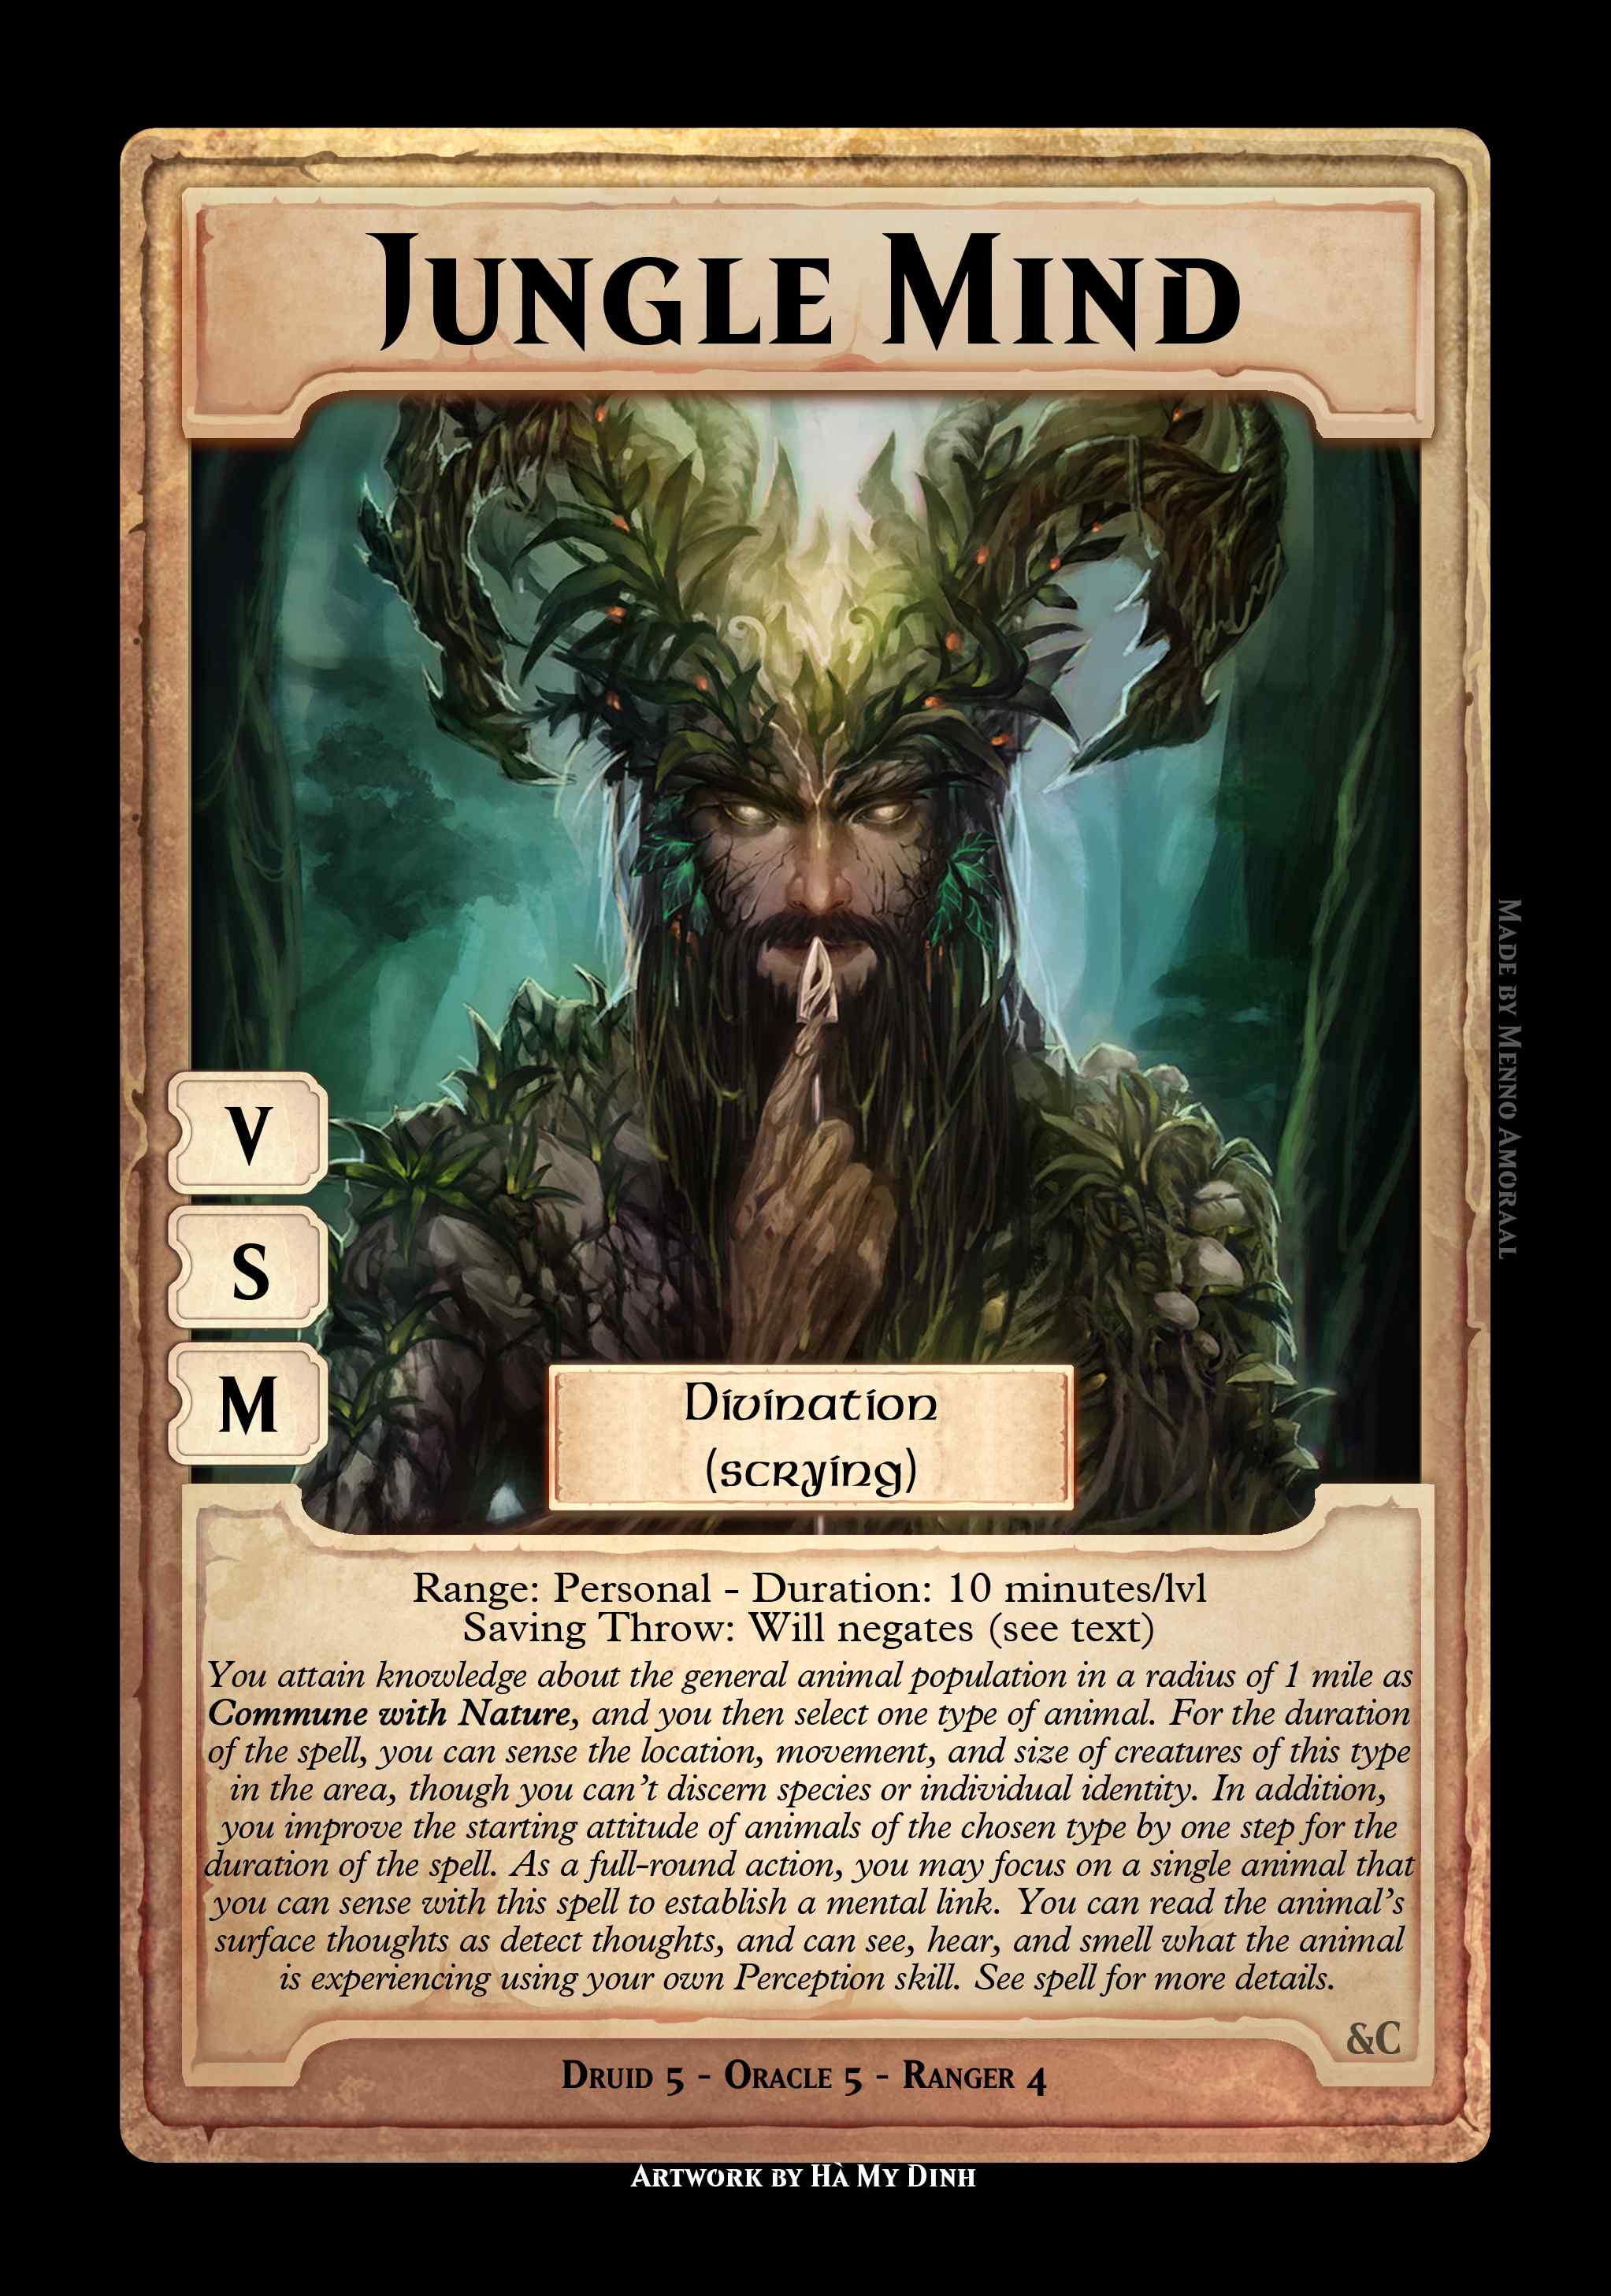 Jungle Mind
V
S
M
Divination
(scrying)
Range: Personal - Duration: 10 minutes/lvl
Saving Throw: Will negates (see text)
You attain knowledge about the general animal population in a radius of 1 mile as
Commune with Nature, and you then select one type of animal. For the duration
of the spell, you can sense the location, movement, and size of creatures of this type
in the area, though you can't discern species or individual identity. In addition,
you improve the starting attitude of animals of the chosen type by one step for the
duration of the spell. As a full-round action, you may focus on a single animal that
you can sense with this spell to establish a mental link. You can read the animal's
surface thoughts as detect thoughts, and can see, hear, and smell what the animal
is experiencing using your own Perception skill. See spell for more details.
&C
Druid 5 - Oracle 5 - Ranger 4
Artwork by Hà My Dinh
Made by Menno Amoraal